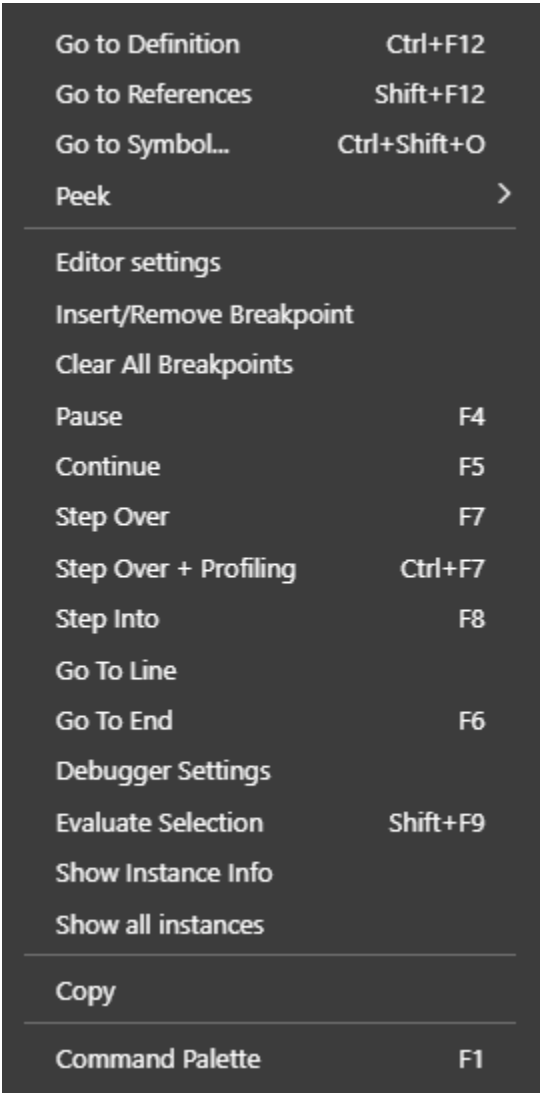 Go to Definition Ctrl+F12
Go to References Shift+F12
Go to Symbol... Ctrl+Shift+O
Peek
Editor settings
Insert/Remove Breakpoint
Clear All Breakpoints
Pause F4
Continue F5
Step Over F7
Step Over + Profiling Ctrl+F7
Step Into F8
Go To Line
Go To End F6
Debugger Settings
Evaluate Selection Shift+F9
Show Instance Info
Show all instances
Copy
Command Palette F1